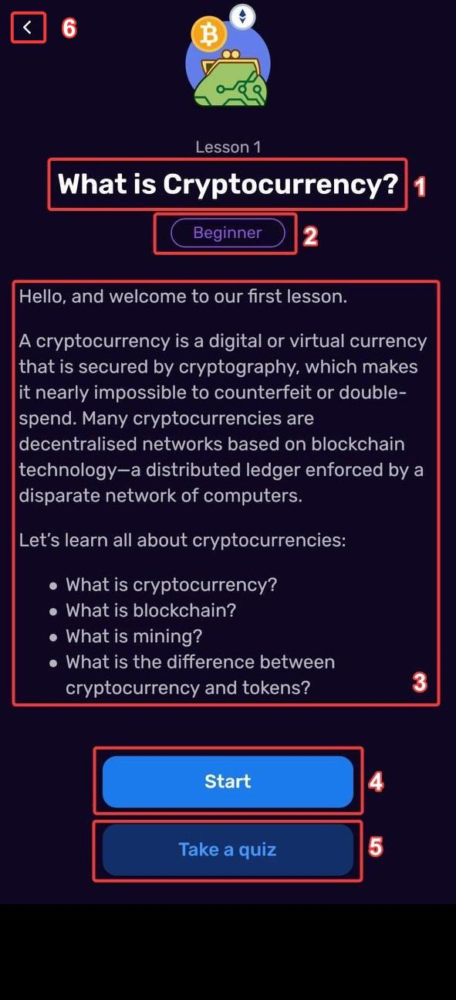 6
Lesson 1
What is Cryptocurrency? 1
Beginner 2
Hello, and welcome to our first lesson.
A cryptocurrency is a digital or virtual currency
that is secured by cryptography, which makes
it nearly impossible to counterfeit or double-
spend. Many cryptocurrencies are
decentralised networks based on blockchain
technology—a distributed ledger enforced by a
disparate network of computers.
Let’s learn all about cryptocurrencies:
• What is cryptocurrency?
• What is blockchain?
• What is mining?
• What is the difference between
cryptocurrency and tokens? 3
Start 4
Take a quiz 5